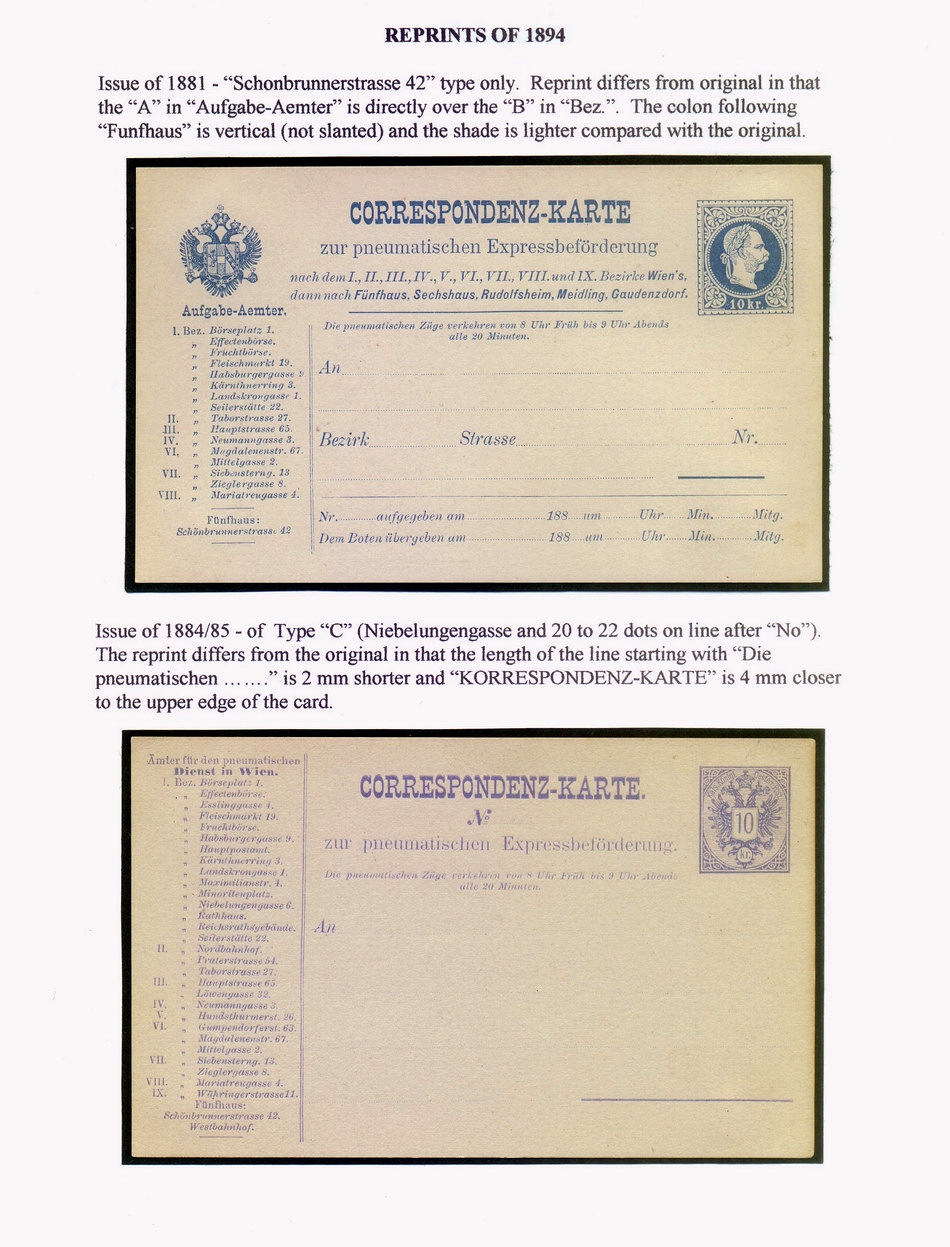 REPRINTS OF 1894
Issue of 1881 - “Schonbrunnerstrasse 42” type only. Reprint differs from original in that
the “A” in “Aufgabe-Aemter” is directly over the “B” in “Bez.”. The colon following
“Funfhaus” is vertical (not slanted) and the shade is lighter compared with the original.
CORRESPONDENZ-KARTE
zur pneumatischen Expressbeförderung
nach dem I., II., III., IV., V., VI., VII., VIII. und IX. Bezirke Wien's,
dann nach Fünfhaus, Sechshaus, Rudolfsheim, Meidling, Gaudenzdorf.
10 kr.
Die pneumatischen Züge verkehren von 8 Uhr Früh bis 9 Uhr Abends
alle 20 Minuten.
Aufgabe-Aemter.
I. Bez. Börseplatz 1.
„ Effectenbörse.
„ Fruchtbörse.
„ Fleischmarkt 19.
„ Habsburgergasse 9
„ Kärnthnerring 3.
„ Landskrongasse 1.
„ Seilerstätte 22.
II. „ Taborstrasse 27.
III. „ Hauptstrasse 65.
IV. „ Neumanngasse 3.
VI, „ Magdalenenstr. 67.
„ Mittelgasse 2.
VII. „ Siebensterng. 13
„ Zieglergasse 8.
VIII. „ Mariatreugasse 4.
Fünfhaus:
Schönbrunnerstrasse 42
An
Bezirk Strasse Nr.
Nr. aufgegeben am 188 um Uhr Min. Mitg.
Dem Boten übergeben am 188 um Uhr Min. Mitg.
Issue of 1884/85 - of Type “C” (Niebelungengasse and 20 to 22 dots on line after “No”).
The reprint differs from the original in that the length of the line starting with “Die
pneumatischen …….” is 2 mm shorter and “KORRESPONDENZ-KARTE” is 4 mm closer
to the upper edge of the card.
Ämter für den pneumatischen
Dienst in Wien.
I. Bez. Börseplatz 1.
„ Effectenbörse.
„ Esslinggasse 4.
„ Fleischmarkt 19.
„ Fruchtbörse.
„ Habsburgergasse 9.
„ Hauptpostamt.
„ Kärnthnerring 3.
„ Landskrongasse 1.
„ Maximilianstr. 4.
„ Minoritenplatz.
„ Niebelungengasse 6.
„ Rathhaus.
„ Reichsrathsgebände.
„ Seilerstätte 22.
II. „ Nordbahnhof.
„ Praterstrasse 54.
„ Taborstrasse 27.
III. „ Hauptstrasse 65.
„ Löwengasse 32.
IV. „ Neumanngasse 3.
V. „ Hundsthurmerst. 26.
VI. „ Gumpendorferst. 63.
„ Magdalenenstr. 67.
„ Mittelgasse 2.
VII. „ Siebensterng. 13.
„ Zieglergasse 8.
VIII. „ Mariatreugasse 4.
IX. „ Währingerstrasse 11.
Fünfhaus:
Schönbrunnerstrasse 42.
Westbahnhof.
CORRESPONDENZ-KARTE.
№
zur pneumatischen Expressbeförderung.
Die pneumatischen Züge verkehren von 8 Uhr Früh bis 9 Uhr Abends
alle 20 Minuten.
10
kr.
An